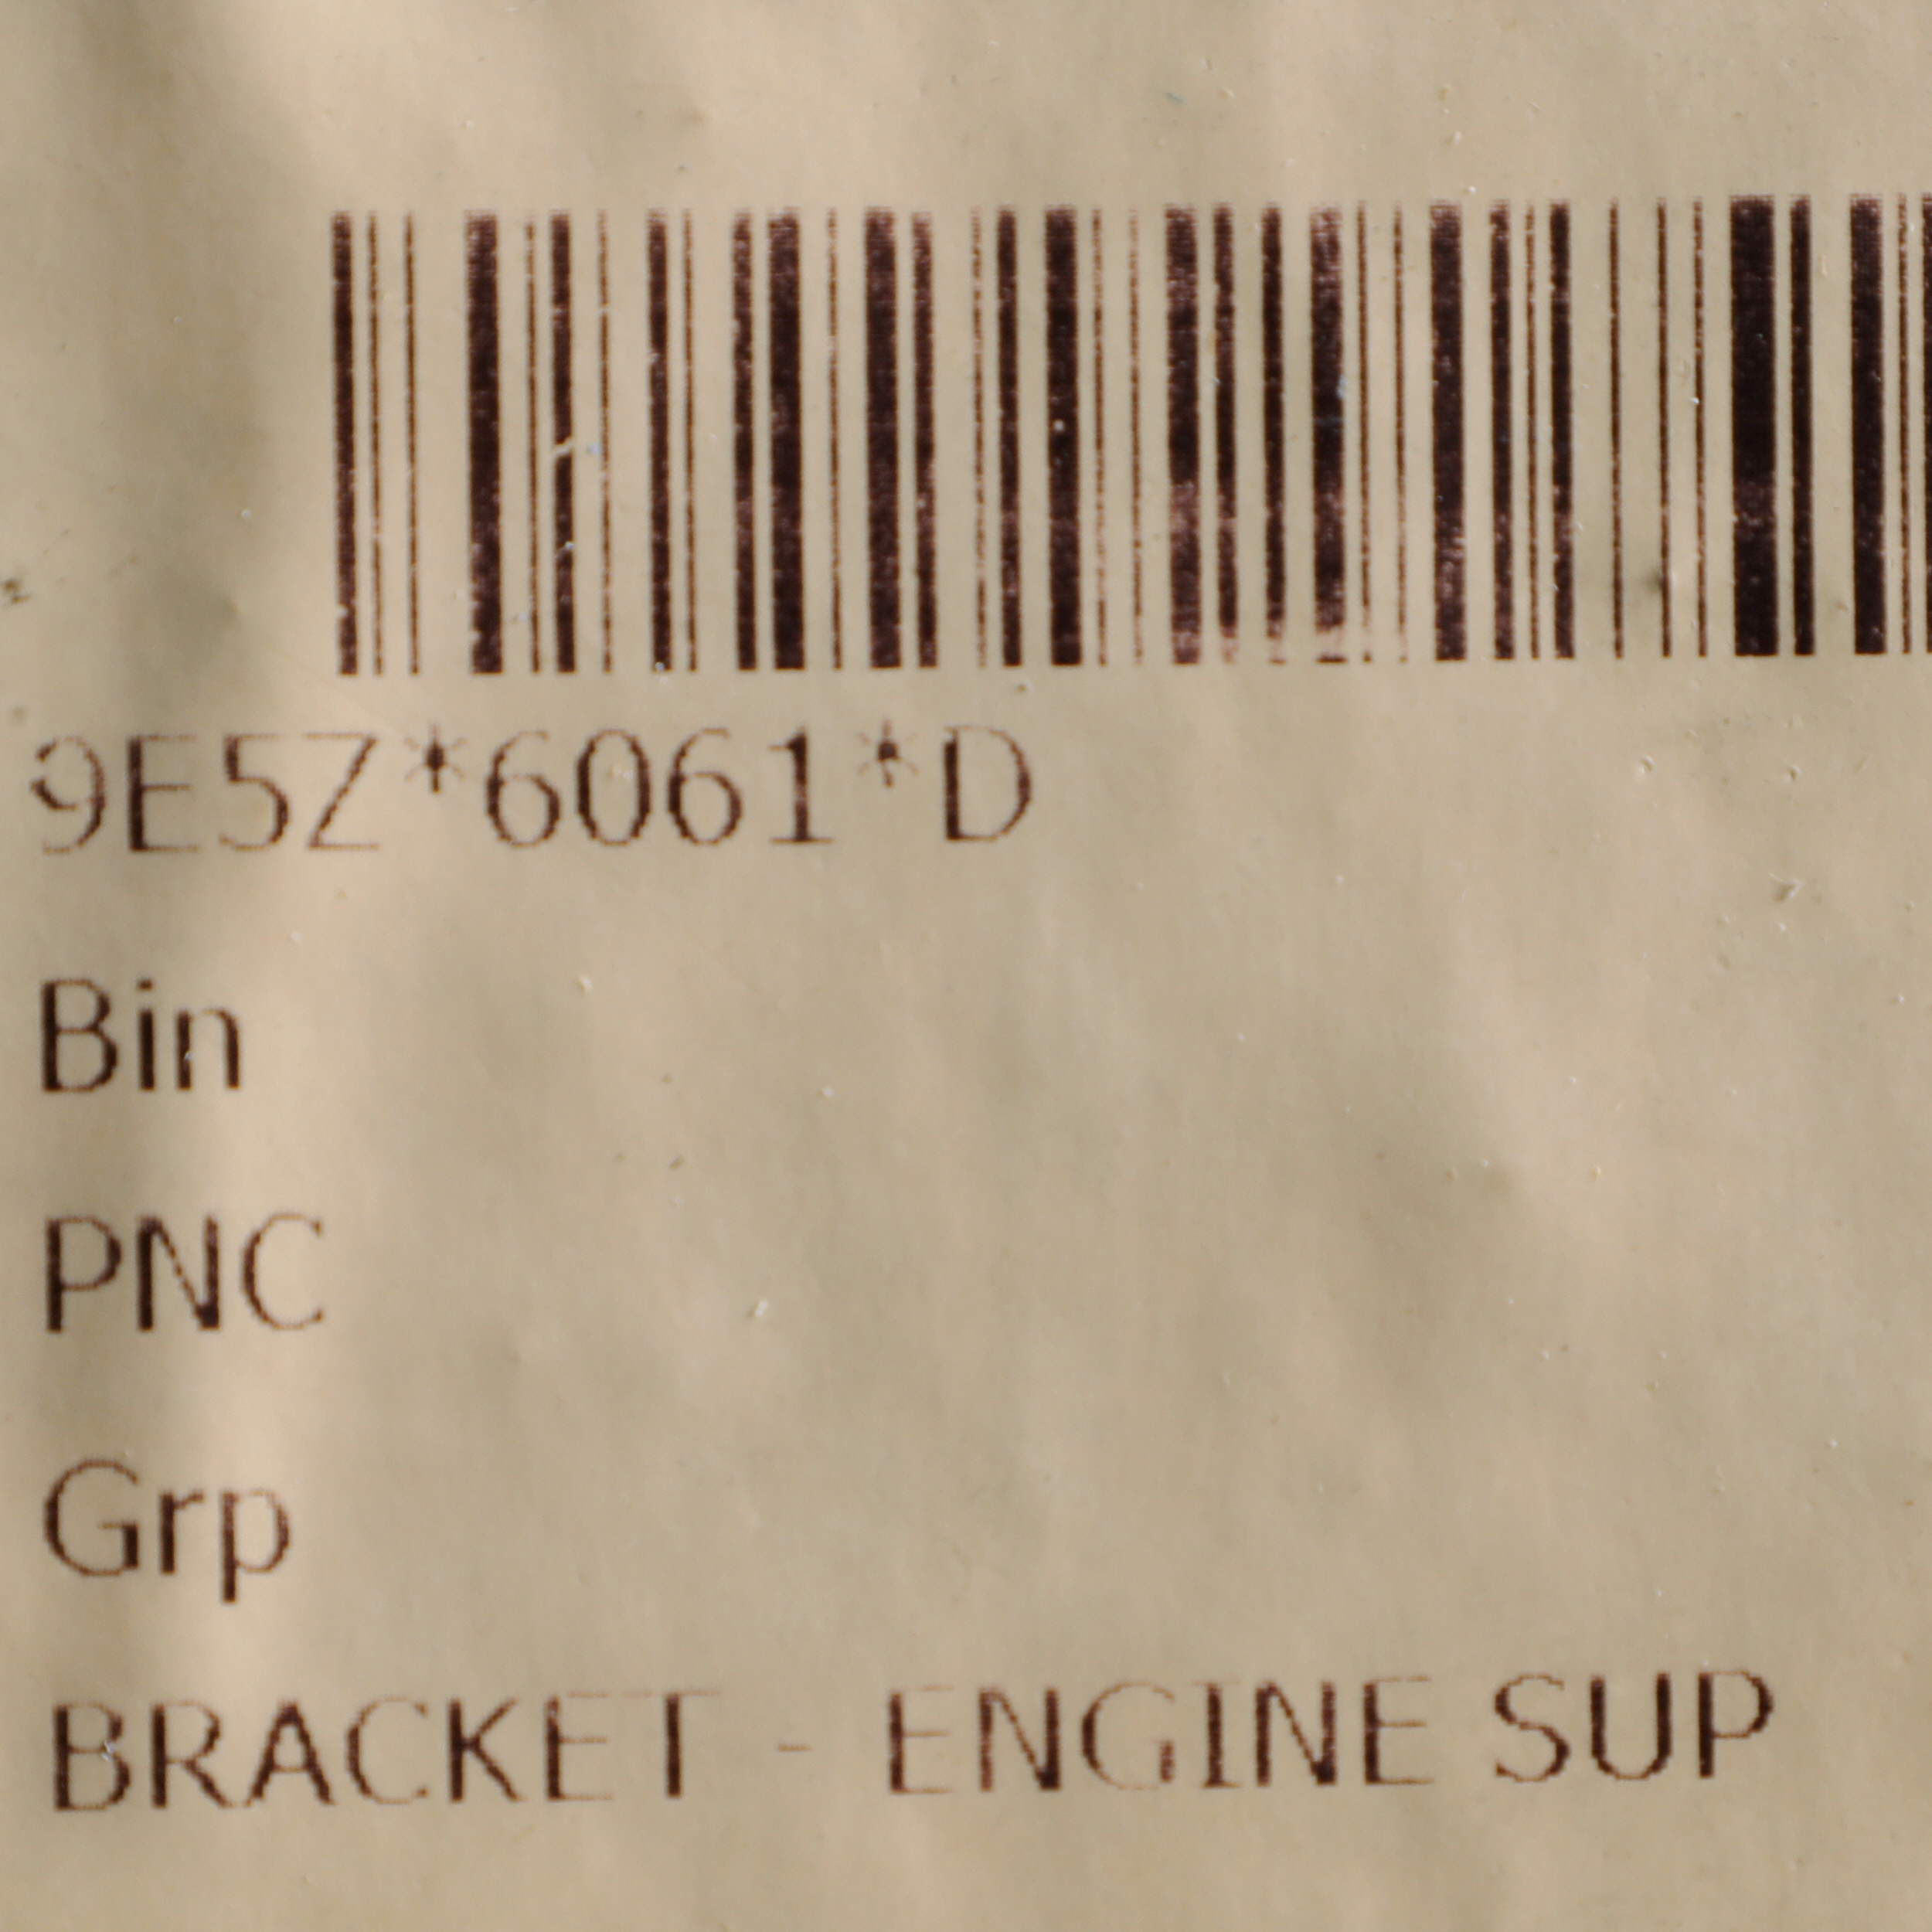 9E5Z*6061*D
Bin
PNC
Grp
BRACKET - ENGINE SUP